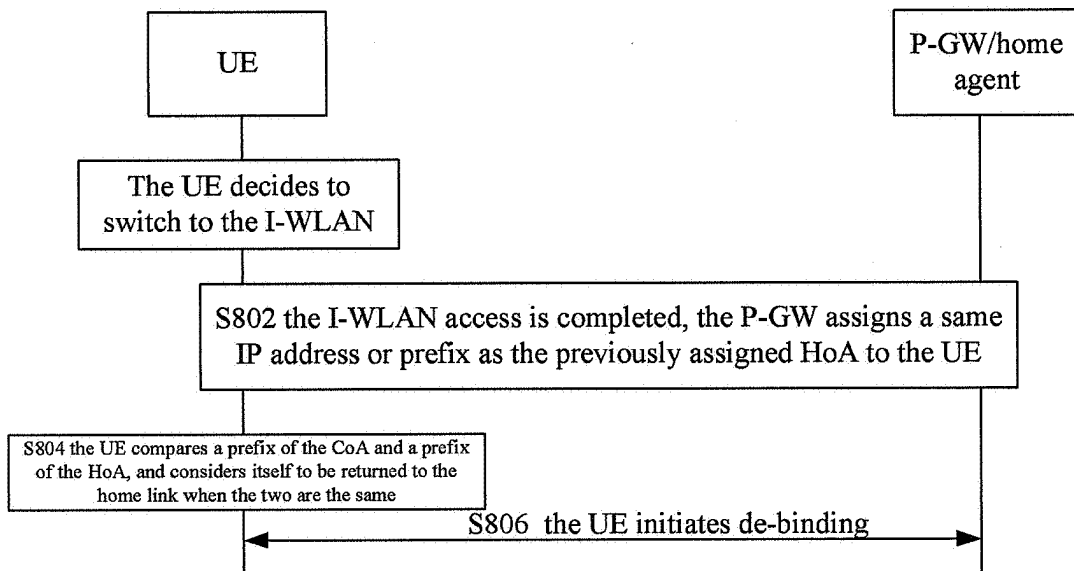 UE
P-GW/home
agent
The UE decides to
switch to the I-WLAN
S802 the I-WLAN access is completed, the P-GW assigns a same
IP address or prefix as the previously assigned HoA to the UE
S804 the UE compares a prefix of the CoA and a prefix
of the HoA, and considers itself to be returned to the
home link when the two are the same
S806 the UE initiates de-binding